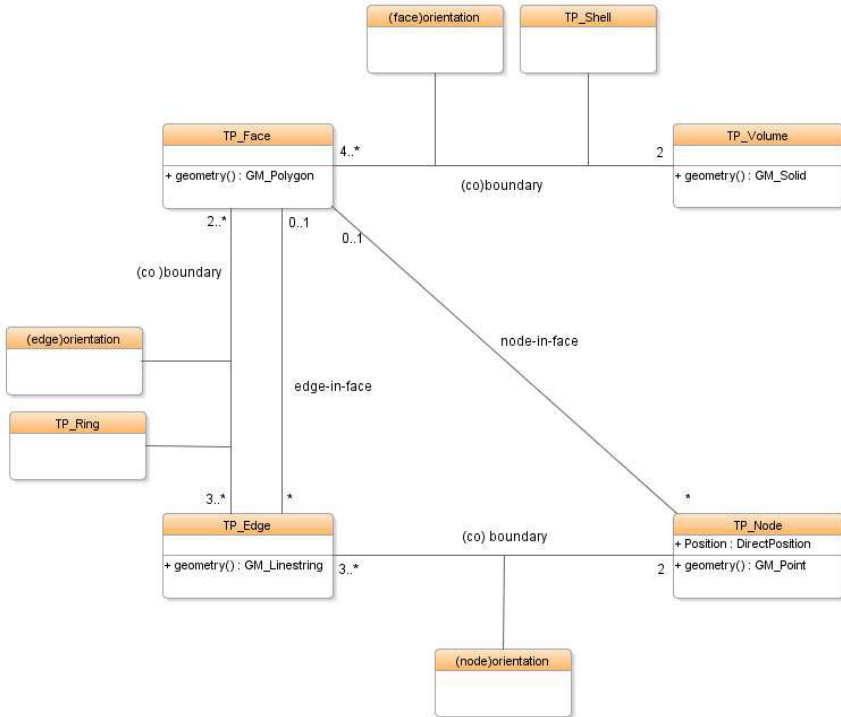 (face)orientation
TP_Shell
TP_Face
+ geometry() : GM_Polygon
4..*
2
(co)boundary
TP_Volume
+ geometry() : GM_Solid
2..*
0..1
0..1
(co )boundary
(edge)orientation
node-in-face
edge-in-face
TP_Ring
3..*
*
*
TP_Edge
+ geometry() : GM_Linestring
(co) boundary
3..*
2
TP_Node
+ Position : DirectPosition
+ geometry() : GM_Point
(node)orientation